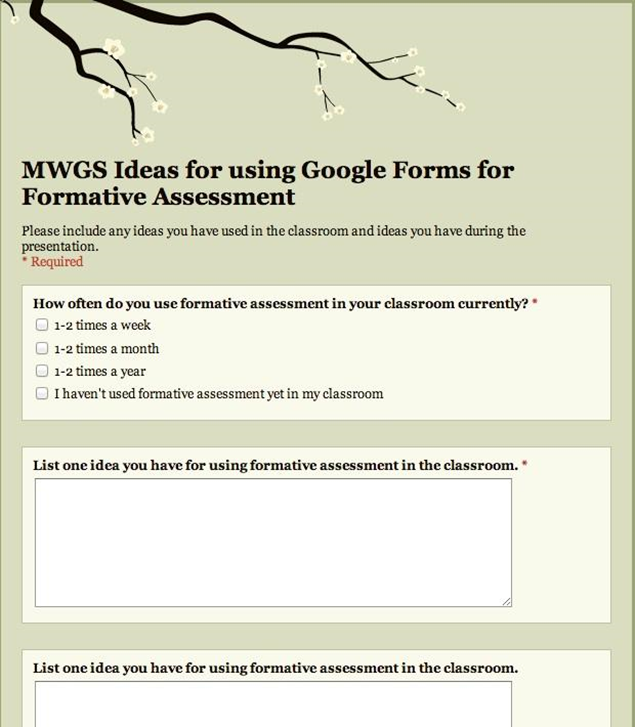 MWGS Ideas for using Google Forms for
Formative Assessment
Please include any ideas you have used in the classroom and ideas you have during the
presentation.
* Required
How often do you use formative assessment in your classroom currently? *
1-2 times a week
1-2 times a month
1-2 times a year
I haven't used formative assessment yet in my classroom
List one idea you have for using formative assessment in the classroom. *
List one idea you have for using formative assessment in the classroom.